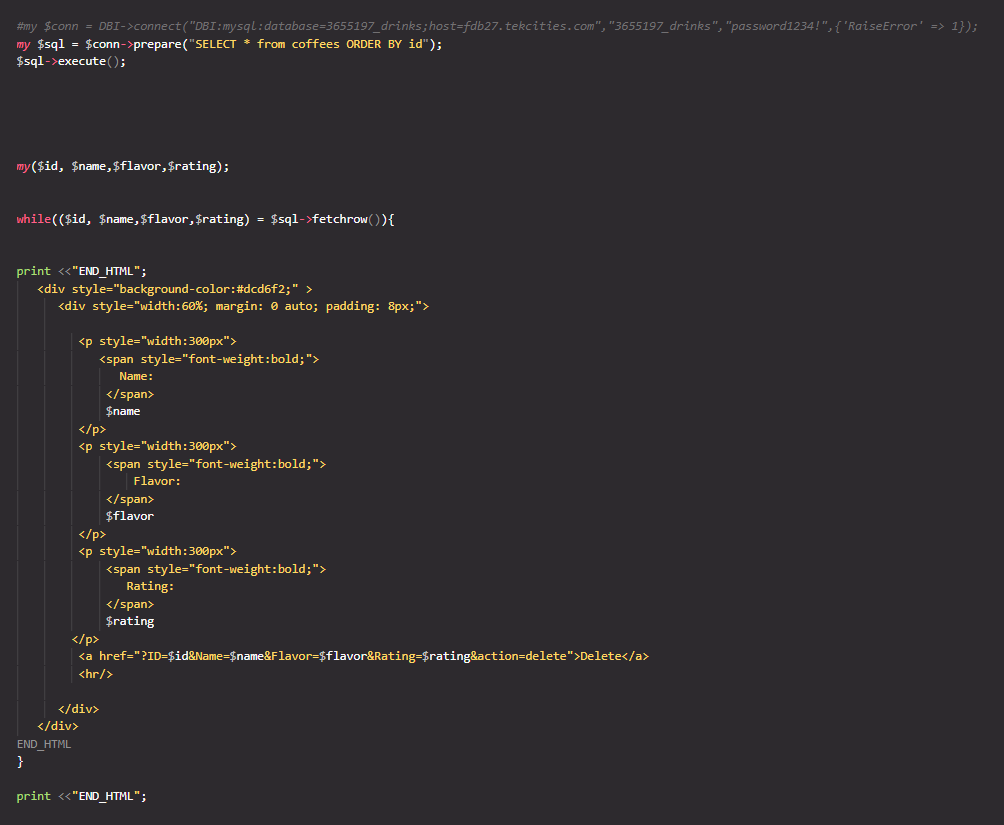 #my $conn = DBI->connect("DBI:mysql:database=3655197_drinks;host=fdb27.tekcities.com","3655197_drinks","password1234!",{'RaiseError' => 1});
my $sql = $conn->prepare("SELECT * from coffees ORDER BY id");
$sql->execute();
my($id, $name,$flavor,$rating);
while(($id, $name,$flavor,$rating) = $sql->fetchrow()){
print <<"END_HTML";
<div style="background-color:#dcd6f2;" >
<div style="width:60%; margin: 0 auto; padding: 8px;">
<p style="width:300px">
<span style="font-weight:bold;">
Name:
</span>
$name
</p>
<p style="width:300px">
<span style="font-weight:bold;">
Flavor:
</span>
$flavor
</p>
<p style="width:300px">
<span style="font-weight:bold;">
Rating:
</span>
$rating
</p>
<a href="?ID=$id&Name=$name&Flavor=$flavor&Rating=$rating&action=delete">Delete</a>
<hr/>
</div>
</div>
END_HTML
}
print <<"END_HTML";